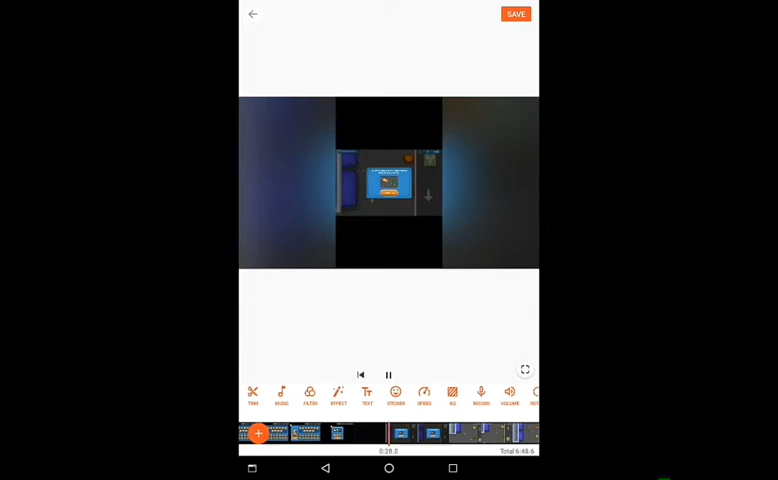 SAVE
TRIM
MUSIC
FILTER
EFFECT
TEXT
STICKER
SPEED
BG
RECORD
VOLUME
0:28.0
Total 6:48.6